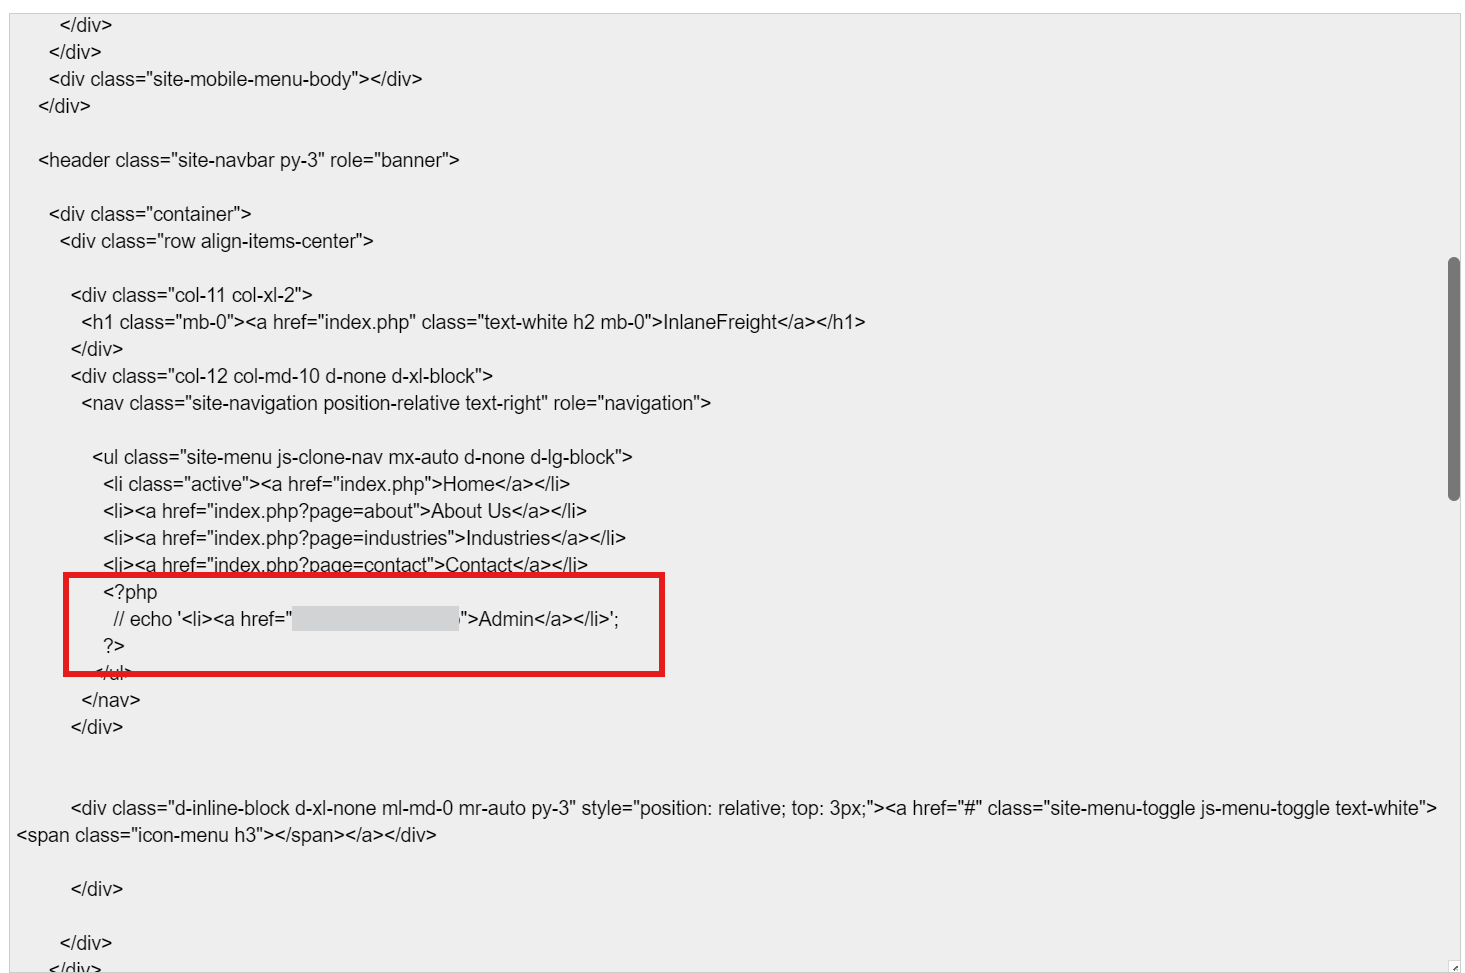 </div>
</div>
<div class="site-mobile-menu-body"></div>
</div>
<header class="site-navbar py-3" role="banner">
<div class="container">
<div class="row align-items-center">
<div class="col-11 col-xl-2">
<h1 class="mb-0"><a href="index.php" class="text-white h2 mb-0">InlaneFreight</a></h1>
</div>
<div class="col-12 col-md-10 d-none d-xl-block">
<nav class="site-navigation position-relative text-right" role="navigation">
<ul class="site-menu js-clone-nav mx-auto d-none d-lg-block">
<li class="active"><a href="index.php">Home</a></li>
<li><a href="index.php?page=about">About Us</a></li>
<li><a href="index.php?page=industries">Industries</a></li>
<li><a href="index.php?page=contact">Contact</a></li>
<?php
// echo '<li><a href="">Admin</a></li>';
?>
</ul>
</nav>
</div>
<div class="d-inline-block d-xl-none ml-md-0 mr-auto py-3" style="position: relative; top: 3px;"><a href="#" class="site-menu-toggle js-menu-toggle text-white">
<span class="icon-menu h3"></span></a></div>
</div>
</div>
</div>